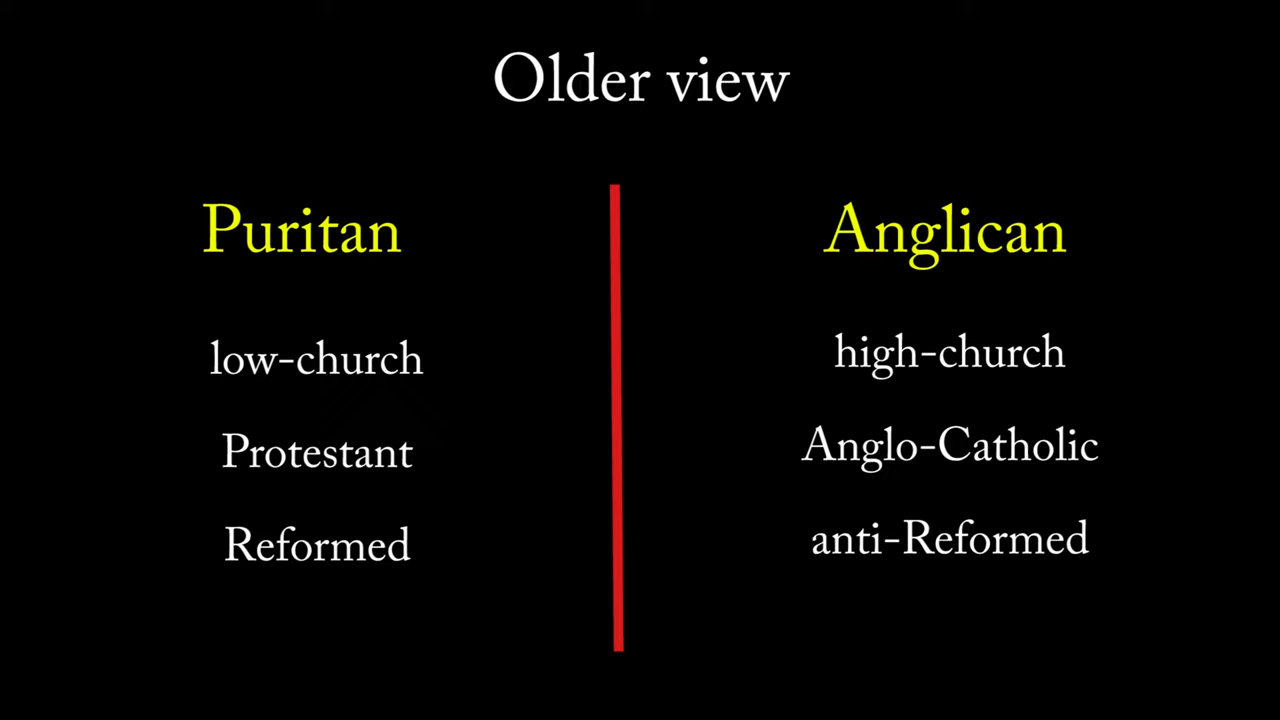 Older view
Puritan
low-church
Protestant
Reformed
Anglican
high-church
Anglo-Catholic
anti-Reformed